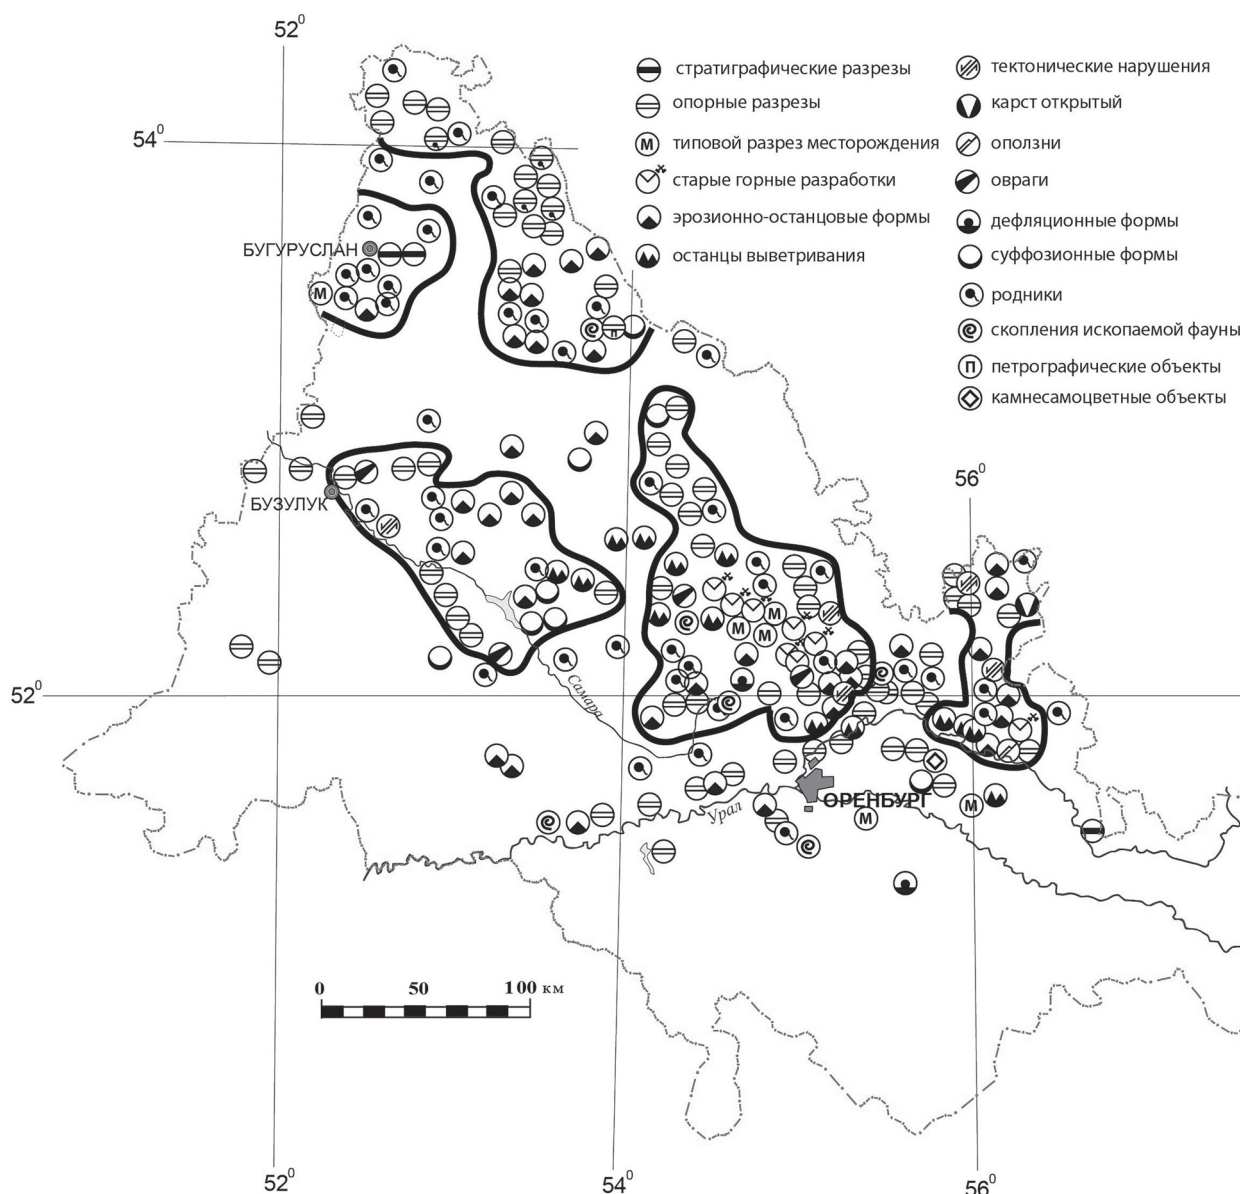 52⁰
стратиграфические разрезы
опорные разрезы
М типовой разрез месторождения
старые горные разработки
эрозионно-останцовые формы
останцы выветривания
тектонические нарушения
карст открытый
оползни
овраги
дефляционные формы
суффозионные формы
родники
скопления ископаемой фауны
П петрографические объекты
камнесамоцветные объекты
54⁰
БУГУРУСЛАН
М
П
56⁰
БУЗУЛУК
М
М
М
52⁰
Самара
Урал
ОРЕНБУРГ
М
М
0 50 100 км
52⁰
54⁰
56⁰